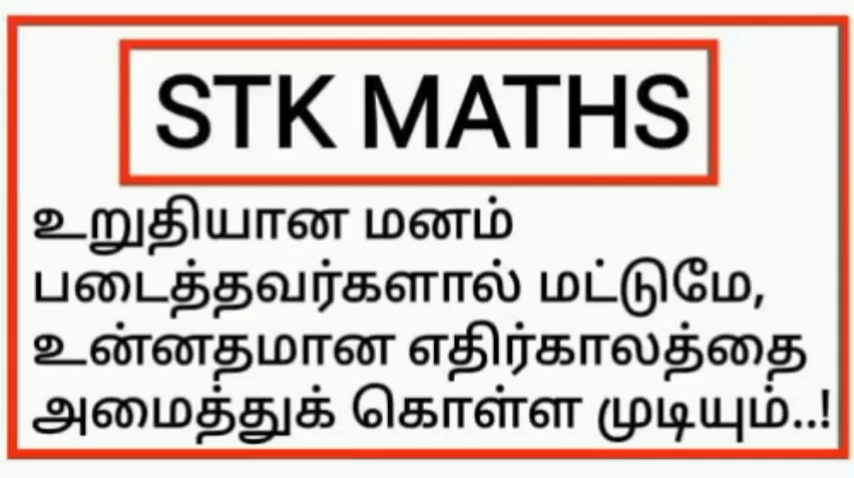 STK MATHS
உறுதியான மனம்
படைத்தவர்களால் மட்டுமே,
உன்னதமான எதிர்காலத்தை
அமைத்துக் கொள்ள முடியும்..!